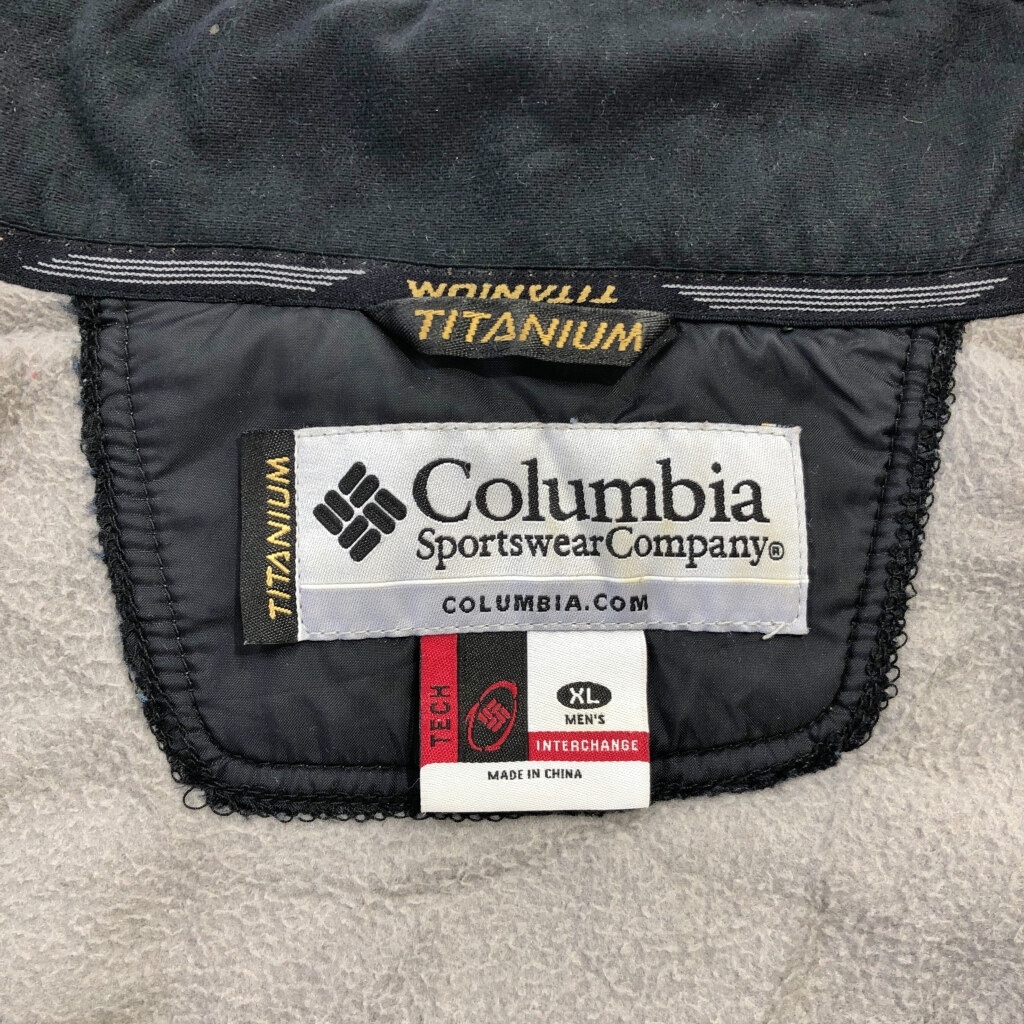 TITANIUM
TITANIUM
TITANIUM
Columbia
SportswearCompany®
COLUMBIA.COM
TECH
XL
MEN'S
INTERCHANGE
MADE IN CHINA